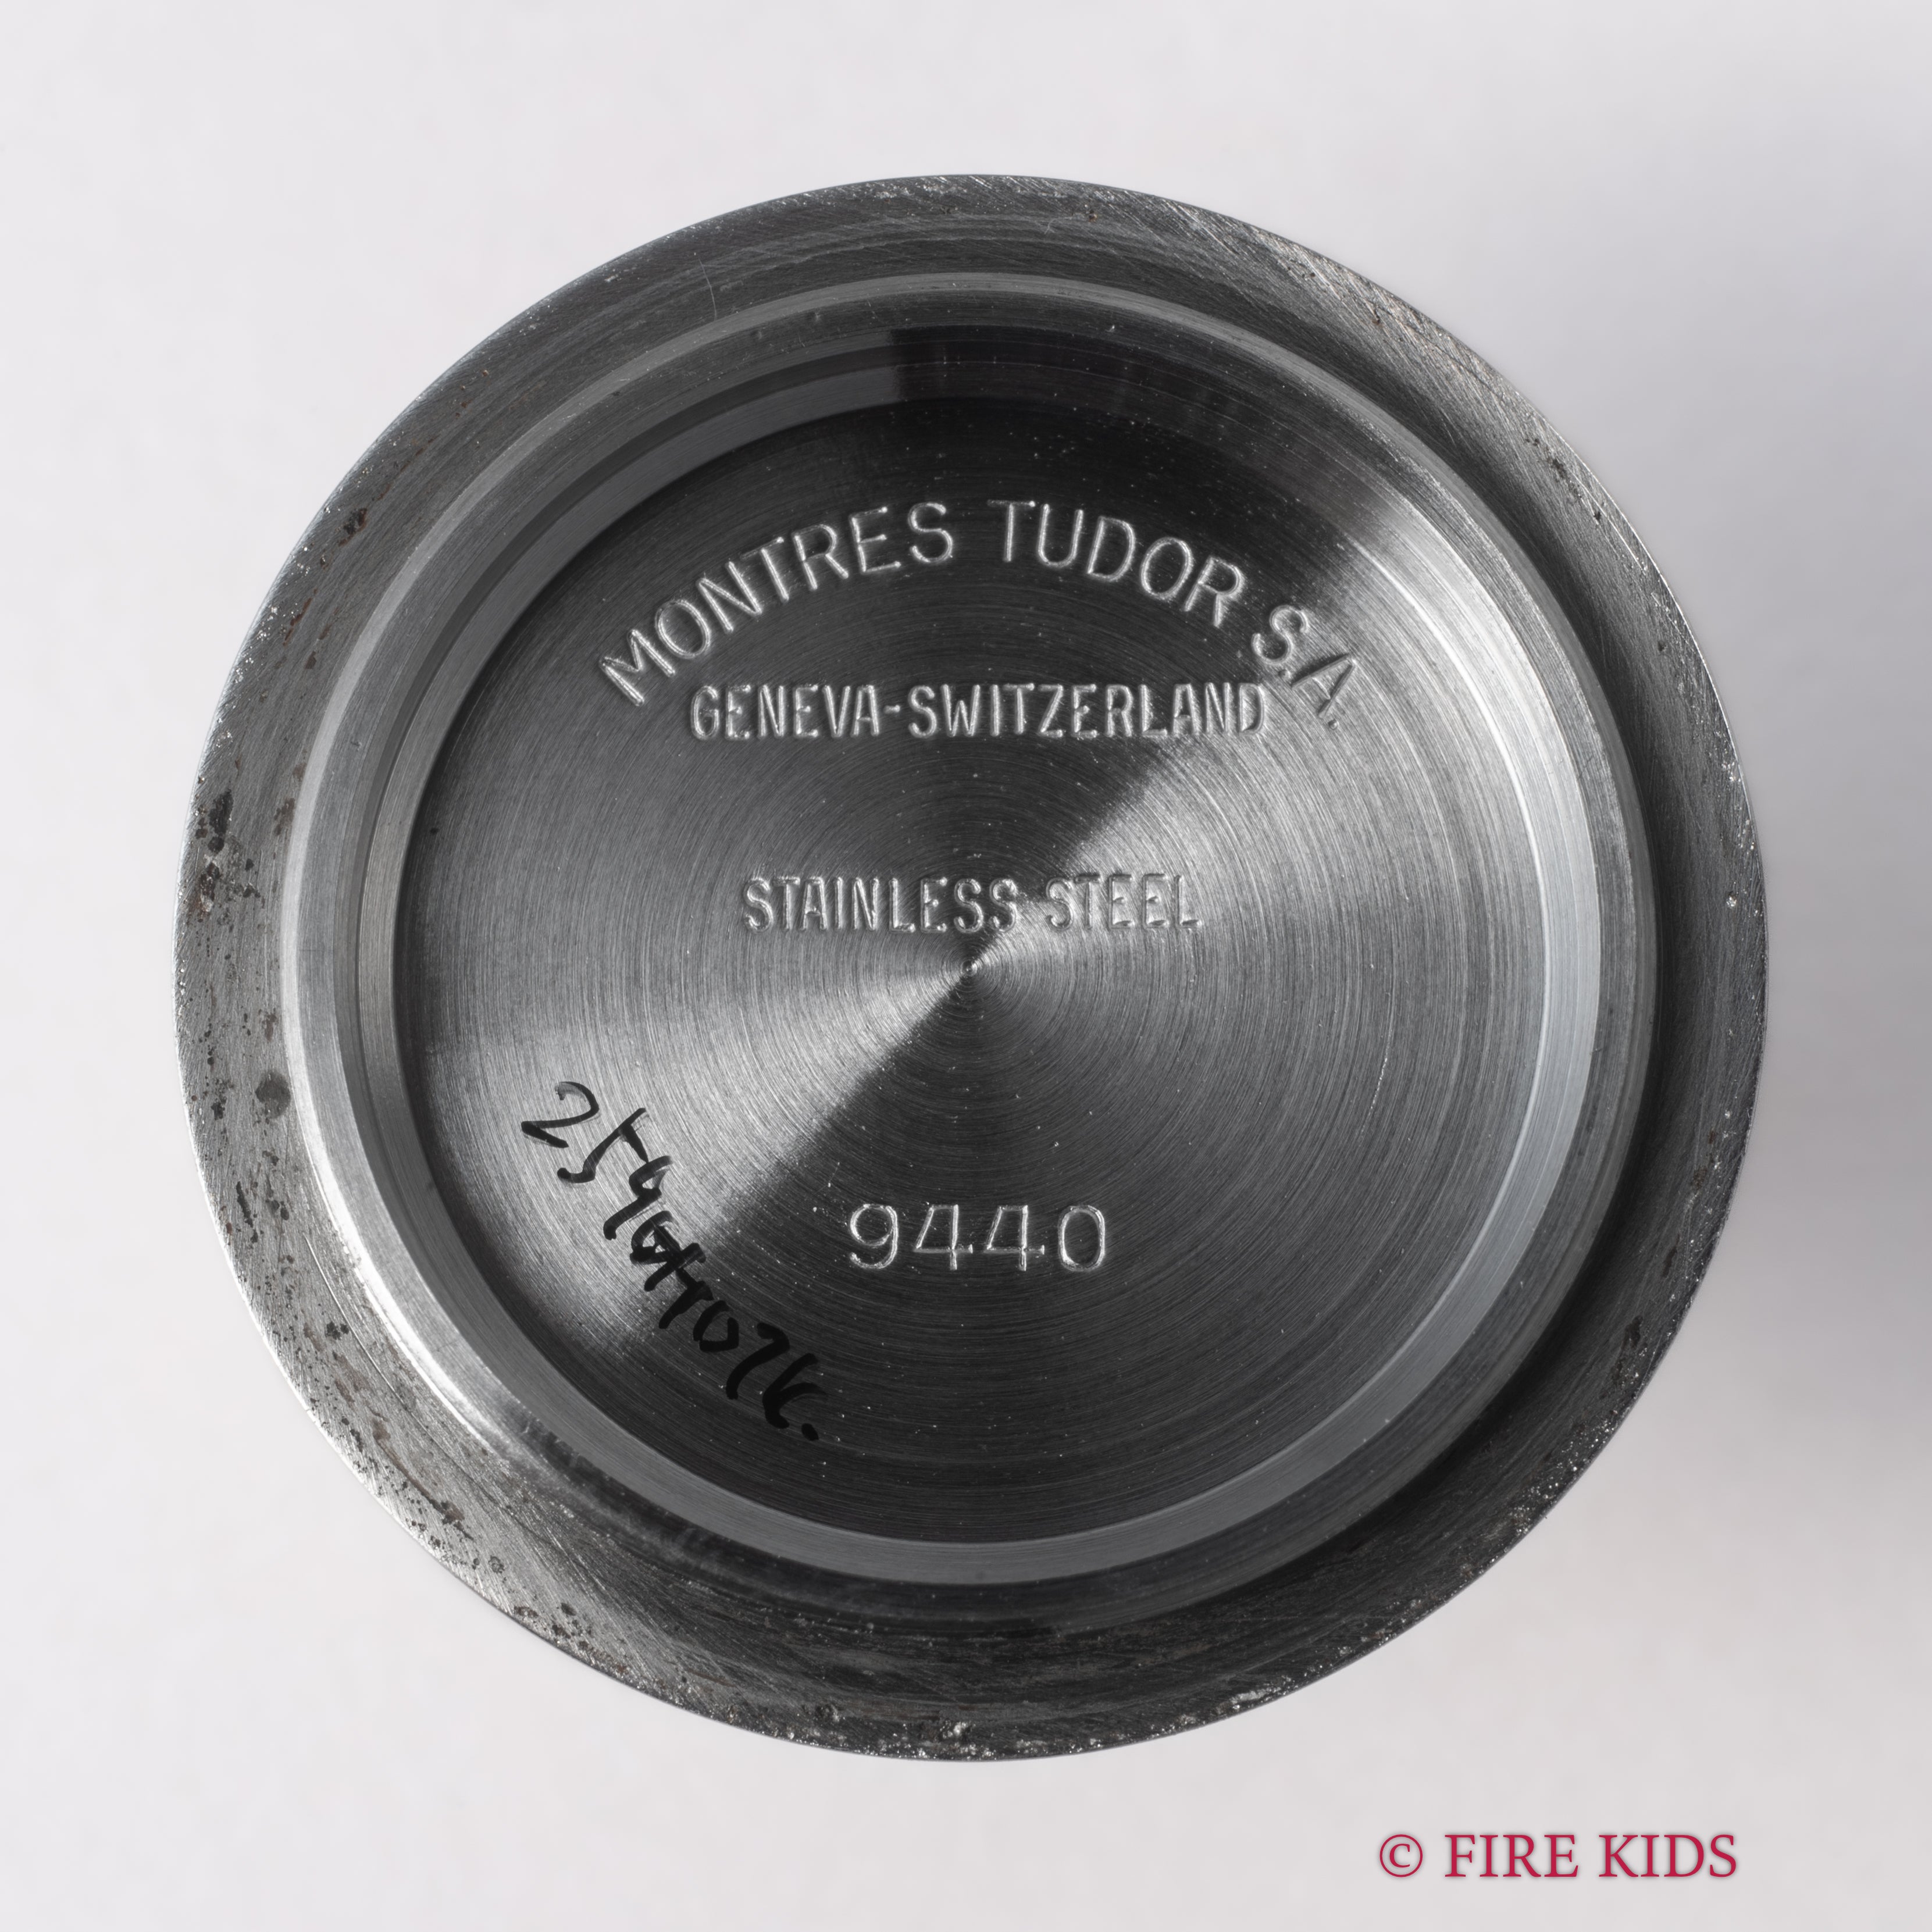 MONTRES TUDOR S.A.
GENEVA-SWITZERLAND
STAINLESS STEEL
9440
© FIRE KIDS